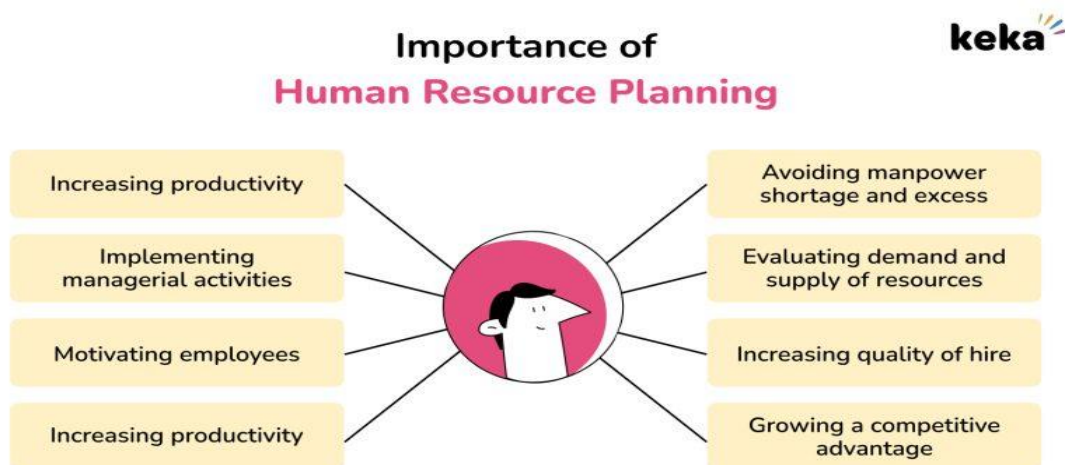 Importance of
Human Resource Planning
keka
Increasing productivity
Implementing
managerial activities
Motivating employees
Increasing productivity
Avoiding manpower
shortage and excess
Evaluating demand and
supply of resources
Increasing quality of hire
Growing a competitive
advantage